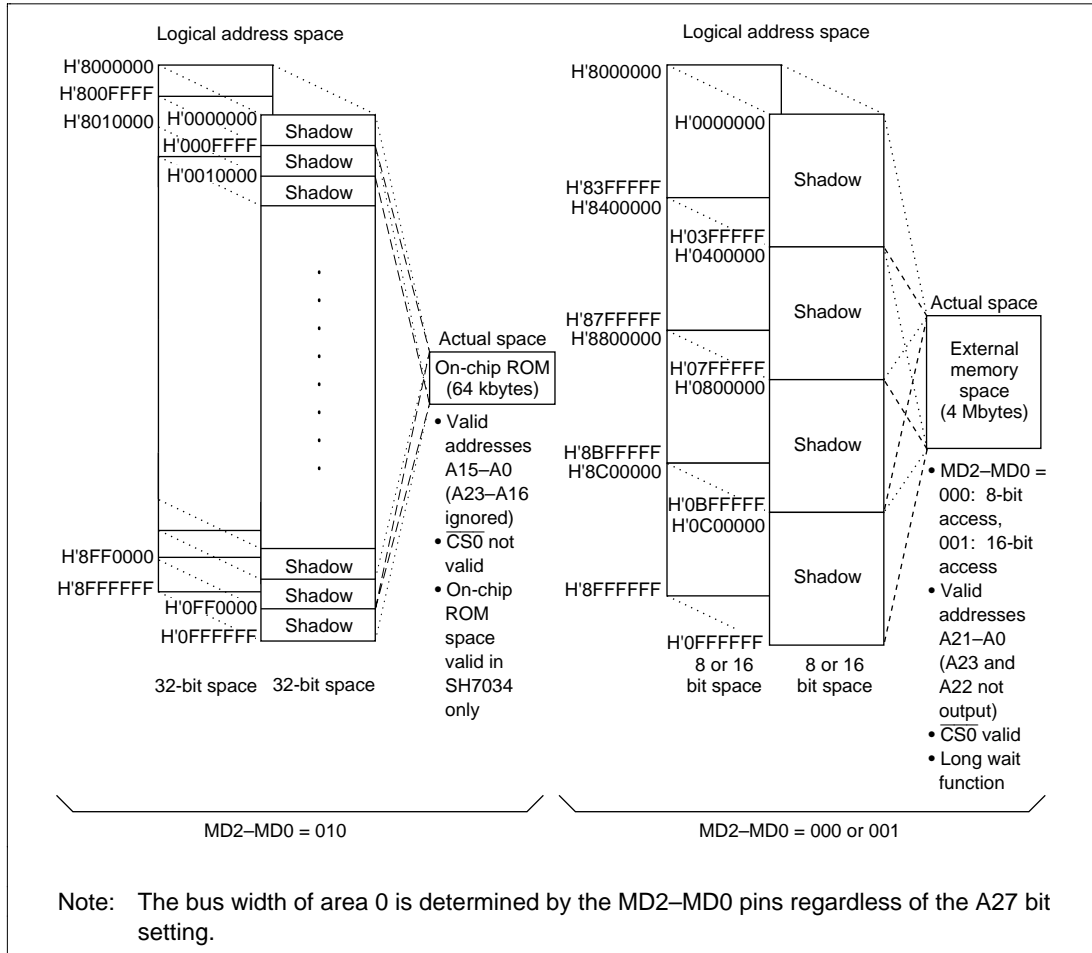 Logical address space
H'8000000
H'800FFFF
H'8010000
H'0000000
H'000FFFF
H'0010000
Shadow
Shadow
Shadow
H'8FF0000
H'8FFFFFF
H'0FF0000
H'0FFFFFF
Shadow
Shadow
Shadow
32-bit space
32-bit space
Actual space
On-chip ROM
(64 kbytes)
• Valid
addresses
A15–A0
(A23–A16
ignored)
• CS0 not
valid
• On-chip
ROM
space
valid in
SH7034
only
MD2–MD0 = 010
Logical address space
H'8000000
H'0000000
Shadow
H'83FFFFF
H'8400000
H'03FFFFF
H'0400000
Shadow
H'87FFFFF
H'8800000
H'07FFFFF
H'0800000
Shadow
H'8BFFFFF
H'8C00000
H'0BFFFFF
H'0C00000
Shadow
H'8FFFFFF
H'0FFFFFF
8 or 16
bit space
8 or 16
bit space
Actual space
External
memory
space
(4 Mbytes)
• MD2–MD0 =
000: 8-bit
access,
001: 16-bit
access
• Valid
addresses
A21–A0
(A23 and
A22 not
output)
• CS0 valid
• Long wait
function
MD2–MD0 = 000 or 001
Note: The bus width of area 0 is determined by the MD2–MD0 pins regardless of the A27 bit
setting.